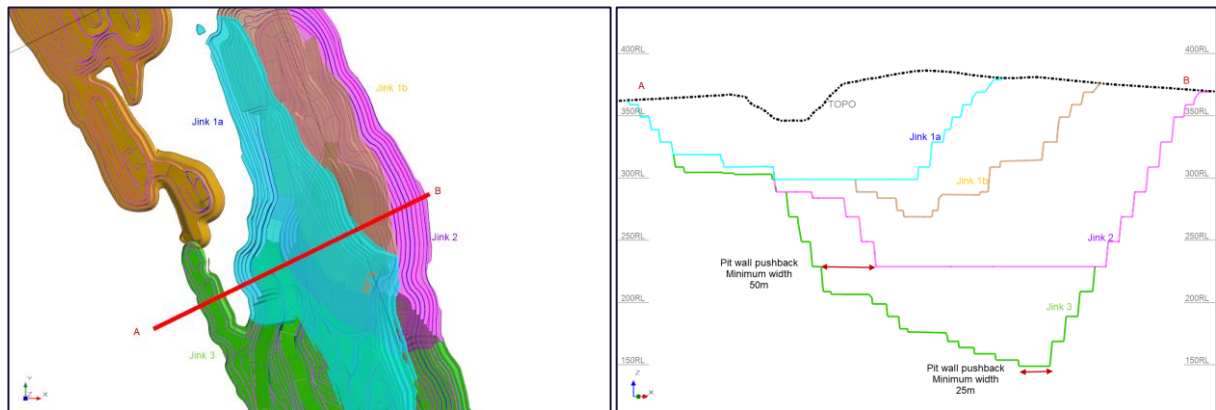 Jink 1b
Jink 1a
B
Jink 2
A
Jink 3
Y
Z
X
400RL
400RL
A
B
TOPO
350RL
350RL
Jink 1a
300RL
300RL
Jink 1b
250RL
250RL
Jink 2
Pit wall pushback
Minimum width
50m
200RL
200RL
Jink 3
150RL
150RL
Pit wall pushback
Minimum width
25m
Z
X